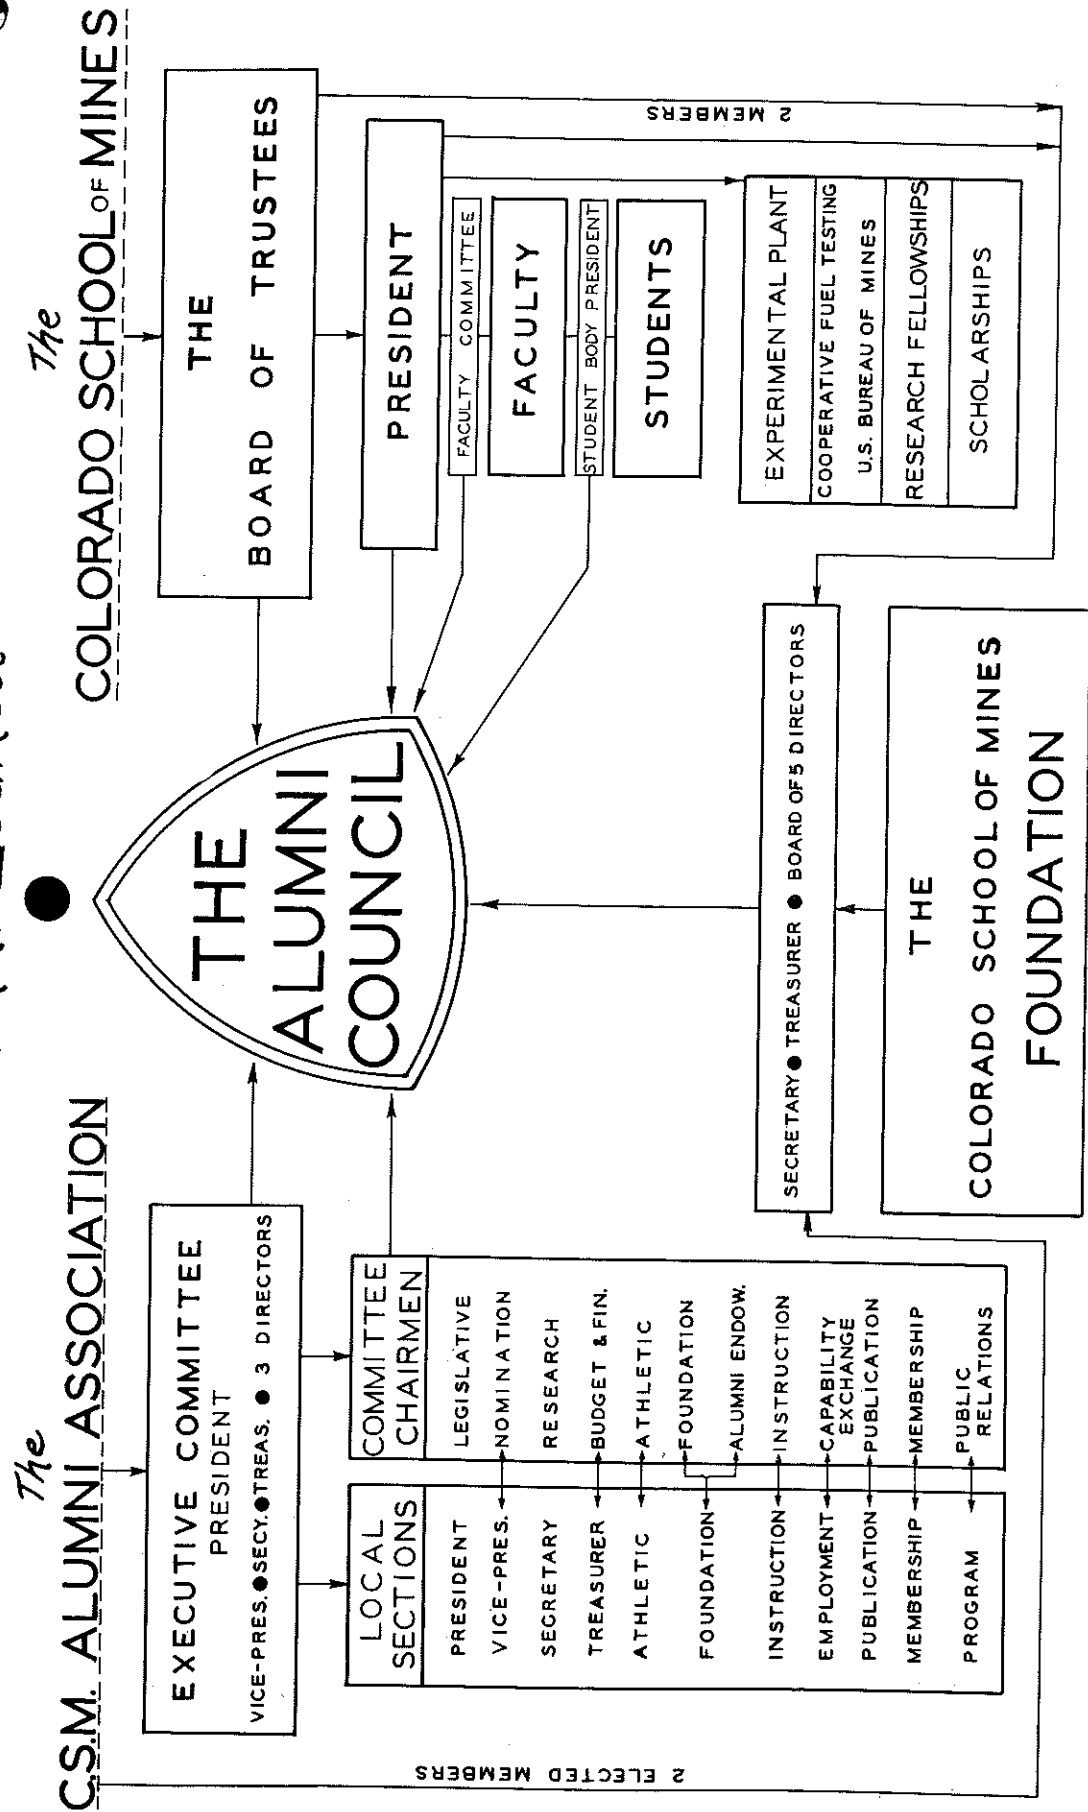 The
C.S.M. ALUMNI ASSOCIATION
EXECUTIVE COMMITTEE
PRESIDENT
VICE-PRES.●SECY.●TREAS. ● 3 DIRECTORS
LOCAL
SECTIONS
PRESIDENT
VICE-PRES.
SECRETARY
TREASURER
ATHLETIC
FOUNDATION
INSTRUCTION
EMPLOYMENT
PUBLICATION
MEMBERSHIP
PROGRAM
COMMITTEE
CHAIRMEN
LEGISLATIVE
NOMINATION
RESEARCH
BUDGET & FIN.
ATHLETIC
FOUNDATION
ALUMNI ENDOW.
INSTRUCTION
CAPABILITY
EXCHANGE
PUBLICATION
MEMBERSHIP
PUBLIC
RELATIONS
2 ELECTED MEMBERS
THE
ALUMNI
COUNCIL
The
COLORADO SCHOOL OF MINES
THE
BOARD OF TRUSTEES
PRESIDENT
FACULTY COMMITTEE
FACULTY
STUDENT BODY PRESIDENT
STUDENTS
2 MEMBERS
EXPERIMENTAL PLANT
COOPERATIVE FUEL TESTING
U.S. BUREAU OF MINES
RESEARCH FELLOWSHIPS
SCHOLARSHIPS
SECRETARY ● TREASURER ● BOARD OF 5 DIRECTORS
THE
COLORADO SCHOOL OF MINES
FOUNDATION